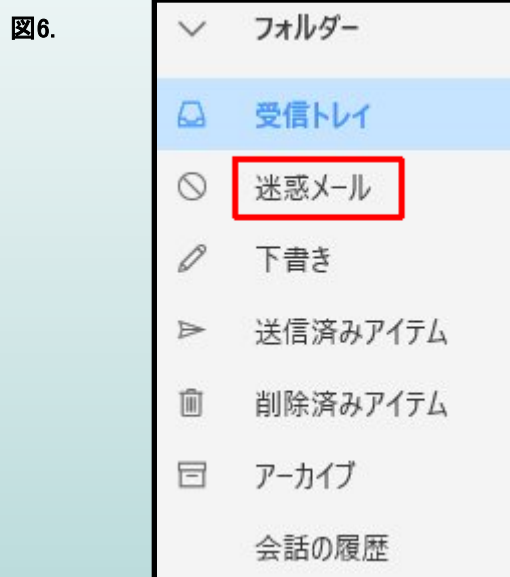 図6.
フォルダー
受信トレイ
迷惑メール
下書き
送信済みアイテム
削除済みアイテム
アーカイブ
会話の履歴